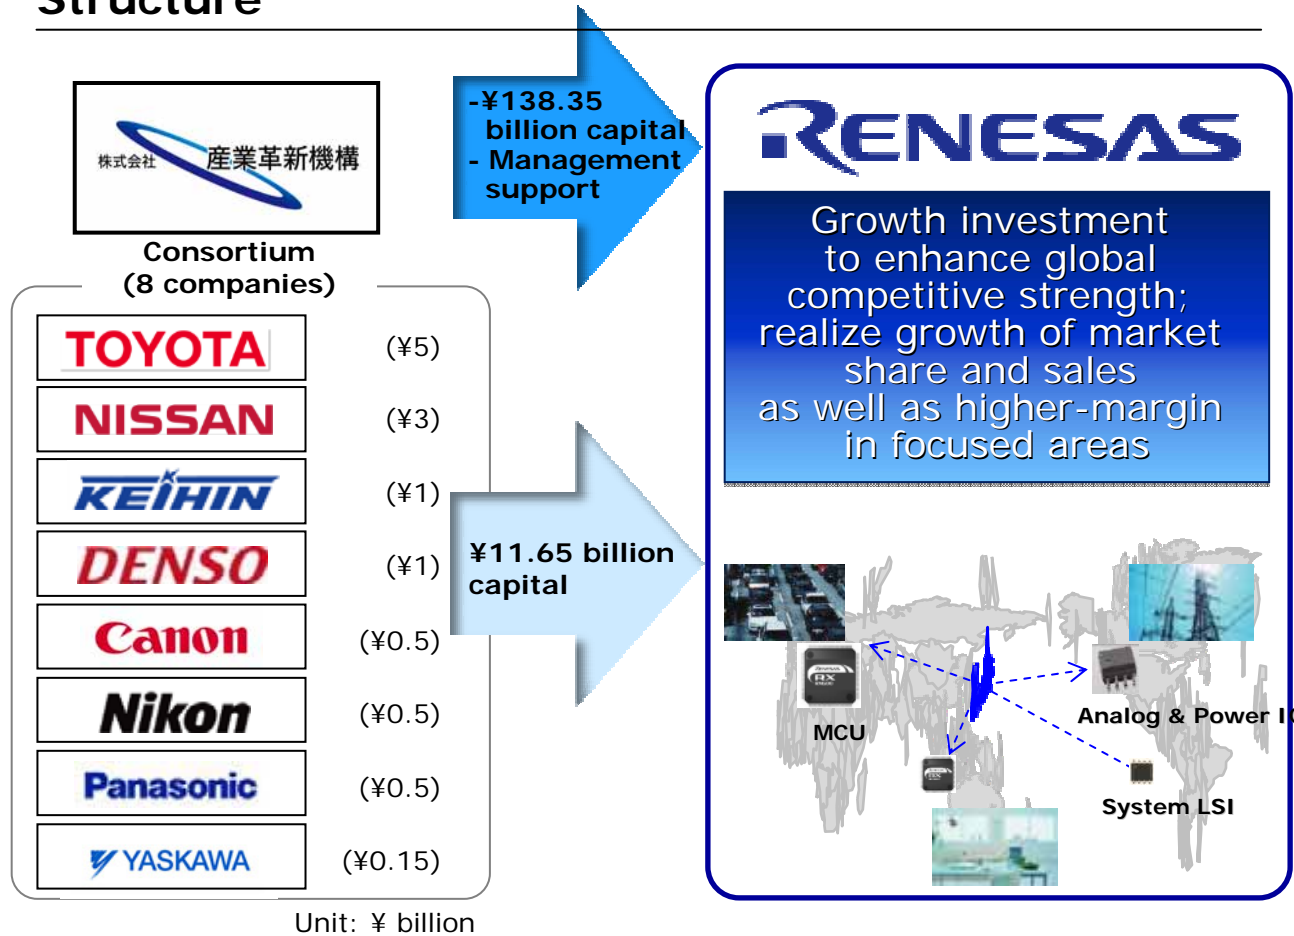 Structure
株式会社 産業革新機構
-¥138.35
billion capital
- Management
support
RENESAS
Growth investment
to enhance global
competitive strength;
realize growth of market
share and sales
as well as higher-margin
in focused areas
Consortium
(8 companies)
TOYOTA (¥5)
NISSAN (¥3)
KEIHIN (¥1)
DENSO (¥1)
Canon (¥0.5)
Nikon (¥0.5)
Panasonic (¥0.5)
YASKAWA (¥0.15)
Unit: ¥ billion
¥11.65 billion
capital
RX
MCU
Analog & Power IC
System LSI